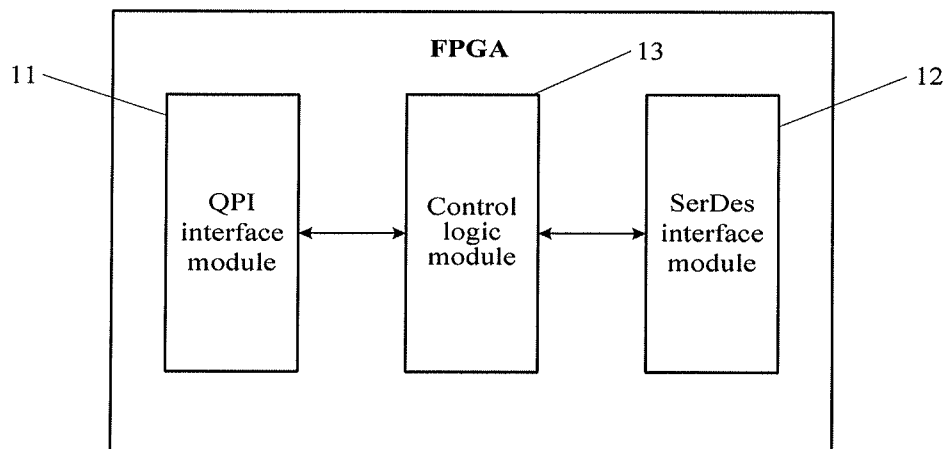 FPGA
11
13
12
QPI
interface
module
Control
logic
module
SerDes
interface
module